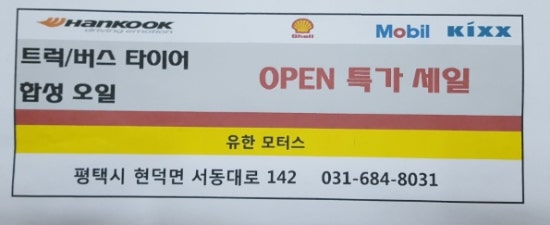 HANKOOK
driving emotion
Shell
Mobil KIXX
트럭/버스 타이어
합성 오일
OPEN 특가 세일
유한 모터스
평택시 현덕면 서동대로 142 031-684-8031